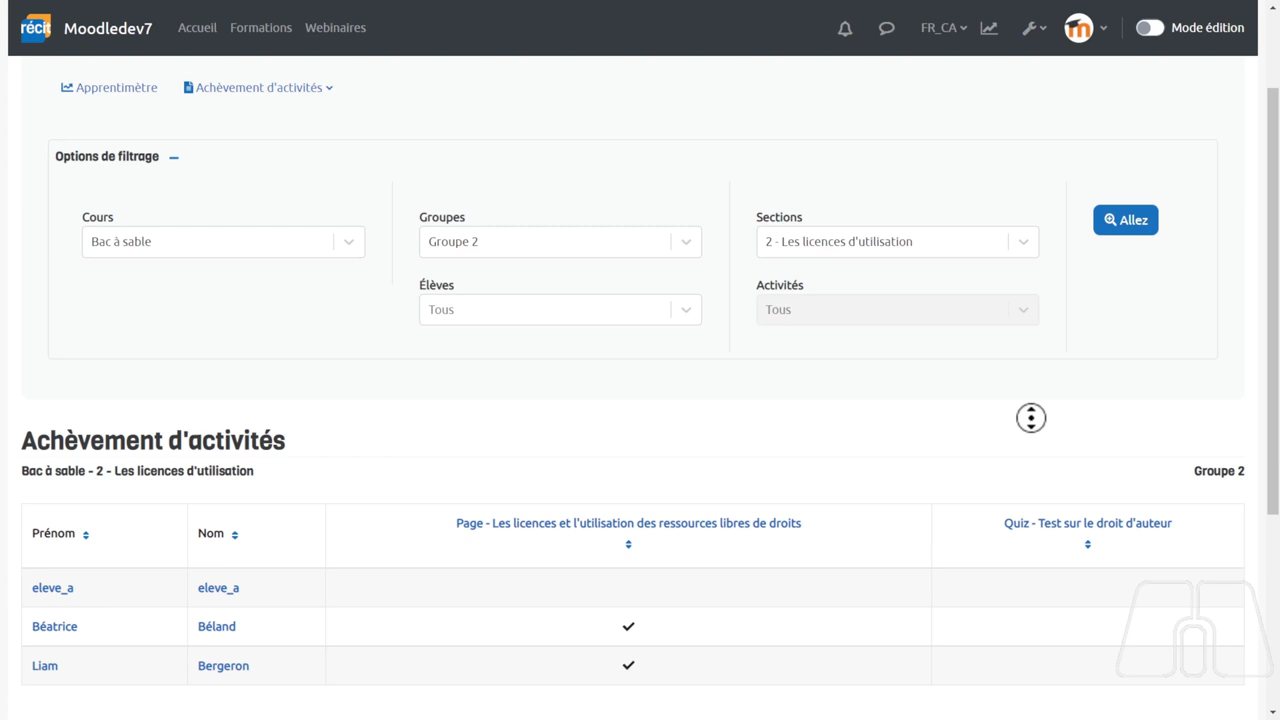 récit Moodledev7 Accueil Formations Webinaires FR_CA Mode édition
Apprentimètre Achèvement d'activités
Options de filtrage
Cours Groupes Sections
Bac à sable Groupe 2 2 - Les licences d'utilisation Allez
Élèves Activités
Tous Tous
Achèvement d'activités
Bac à sable - 2 - Les licences d'utilisation Groupe 2
Prénom Nom Page - Les licences et l'utilisation des ressources libres de droits Quiz - Test sur le droit d'auteur
eleve_a eleve_a
Béatrice Béland
Liam Bergeron